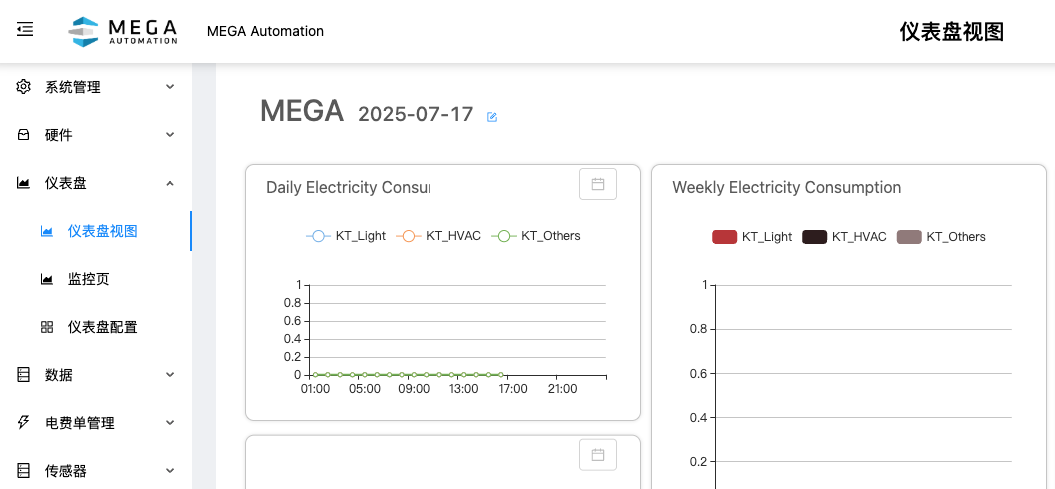 MEGA
AUTOMATION
MEGA Automation
仪表盘视图
系统管理
硬件
仪表盘
仪表盘视图
监控页
仪表盘配置
数据
电费单管理
传感器
MEGA 2025-07-17
Daily Electricity Consu
KT_Light KT_HVAC KT_Others
1
0.8
0.6
0.4
0.2
0
01:00 05:00 09:00 13:00 17:00 21:00
Weekly Electricity Consumption
KT_Light KT_HVAC KT_Others
1
0.8
0.6
0.4
0.2